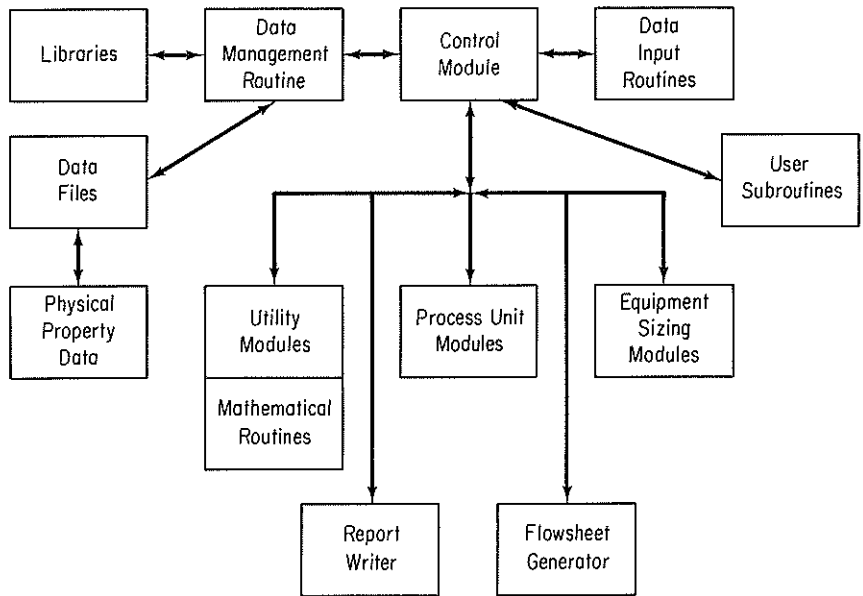 Libraries
Data
Management
Routine
Control
Module
Data
Input
Routines
Data
Files
User
Subroutines
Physical
Property
Data
Utility
Modules
Process Unit
Modules
Equipment
Sizing
Modules
Mathematical
Routines
Report
Writer
Flowsheet
Generator